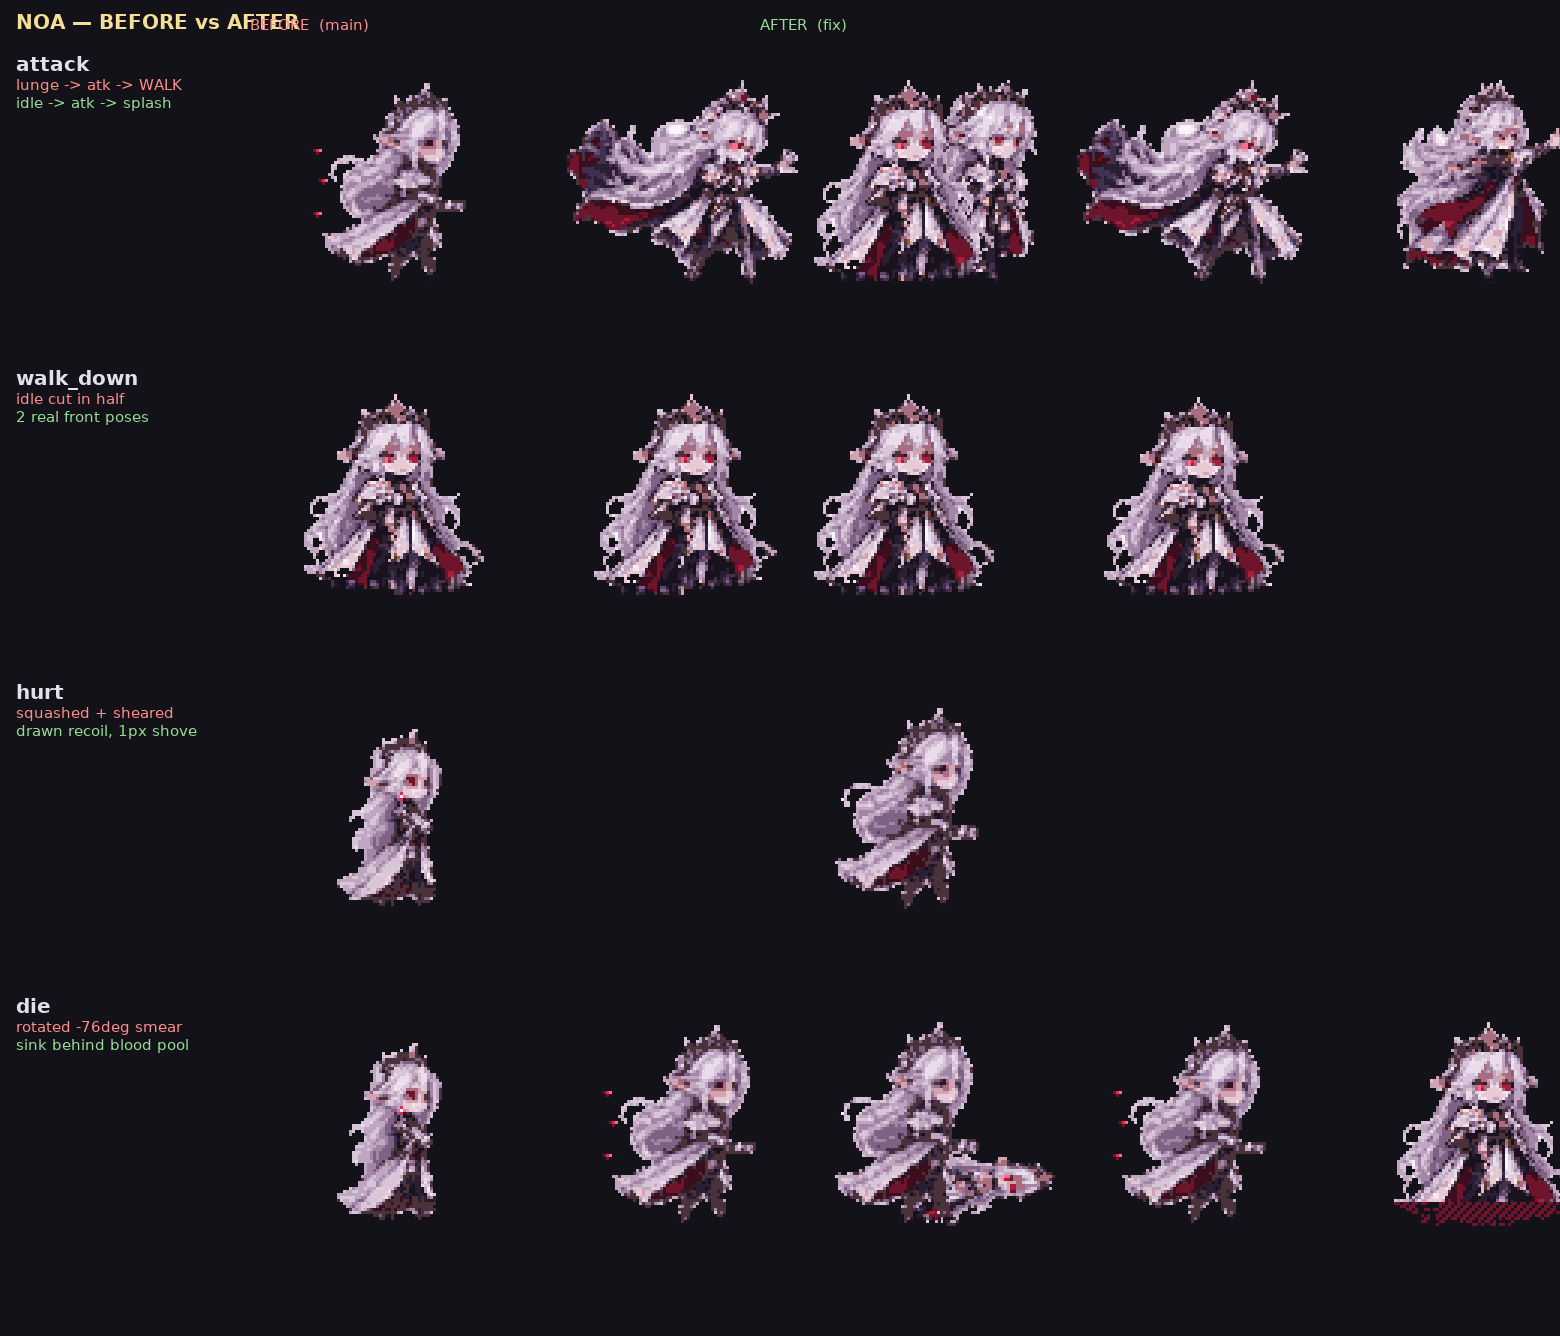 NOA — BEFORE vs AFTER
BEFORE (main)
AFTER (fix)
attack
lunge -> atk -> WALK
idle -> atk -> splash
walk_down
idle cut in half
2 real front poses
hurt
squashed + sheared
drawn recoil, 1px shove
die
rotated -76deg smear
sink behind blood pool